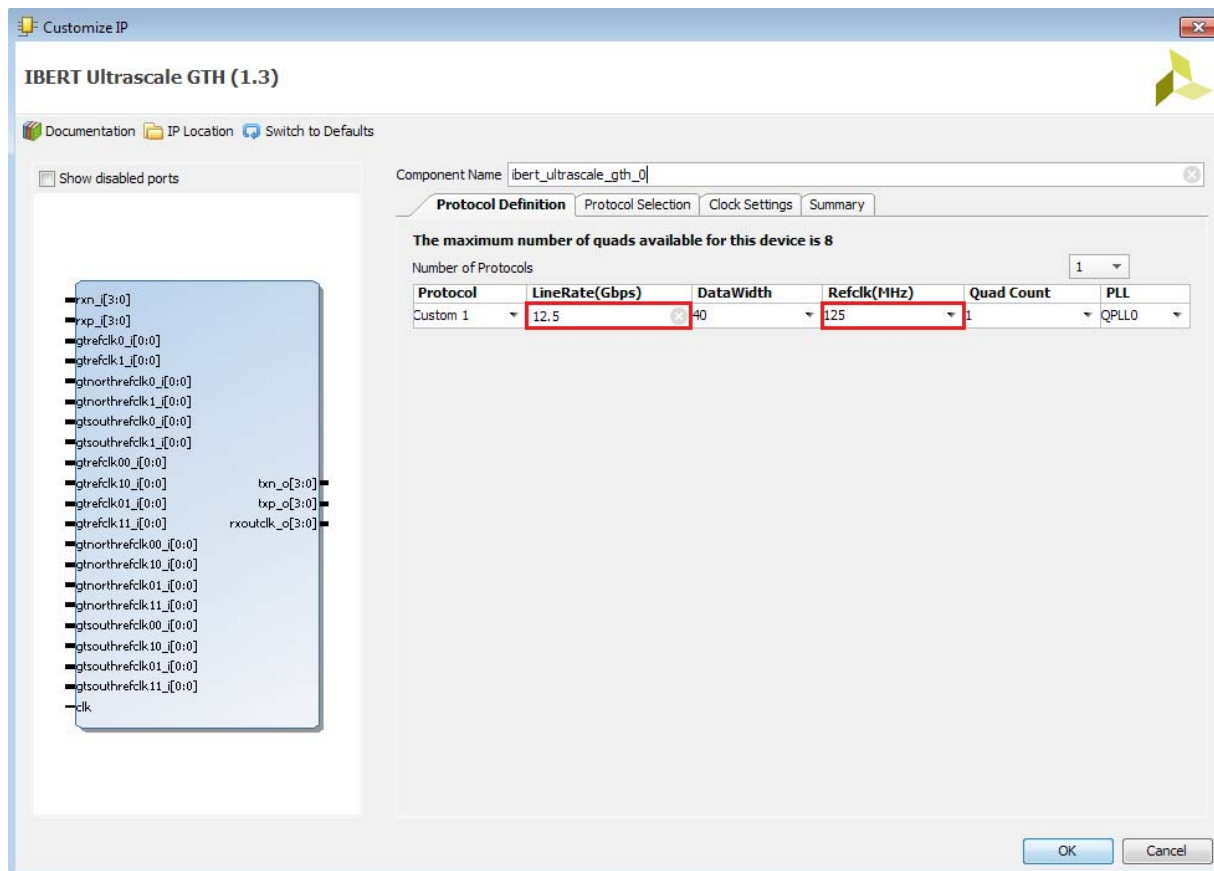 Customize IP
IBERT Ultrascale GTH (1.3)
Documentation IP Location Switch to Defaults
Show disabled ports
rxn_i[3:0]
rxp_i[3:0]
gtrefclk0_i[0:0]
gtrefclk1_i[0:0]
gtnorthrefclk0_i[0:0]
gtnorthrefclk1_i[0:0]
gtsouthrefclk0_i[0:0]
gtsouthrefclk1_i[0:0]
gtrefclk00_i[0:0]
gtrefclk10_i[0:0] txn_o[3:0]
gtrefclk01_i[0:0] txp_o[3:0]
gtrefclk11_i[0:0] rxoutclk_o[3:0]
gtnorthrefclk00_i[0:0]
gtnorthrefclk10_i[0:0]
gtnorthrefclk01_i[0:0]
gtnorthrefclk11_i[0:0]
gtsouthrefclk00_i[0:0]
gtsouthrefclk10_i[0:0]
gtsouthrefclk01_i[0:0]
gtsouthrefclk11_i[0:0]
clk
Component Name ibert_ultrascale_gth_0
Protocol Definition Protocol Selection Clock Settings Summary
The maximum number of quads available for this device is 8
Number of Protocols 1
Protocol LineRate(Gbps) DataWidth Refclk(MHz) Quad Count PLL
Custom 1 12.5 40 125 1 QPLL0
OK Cancel